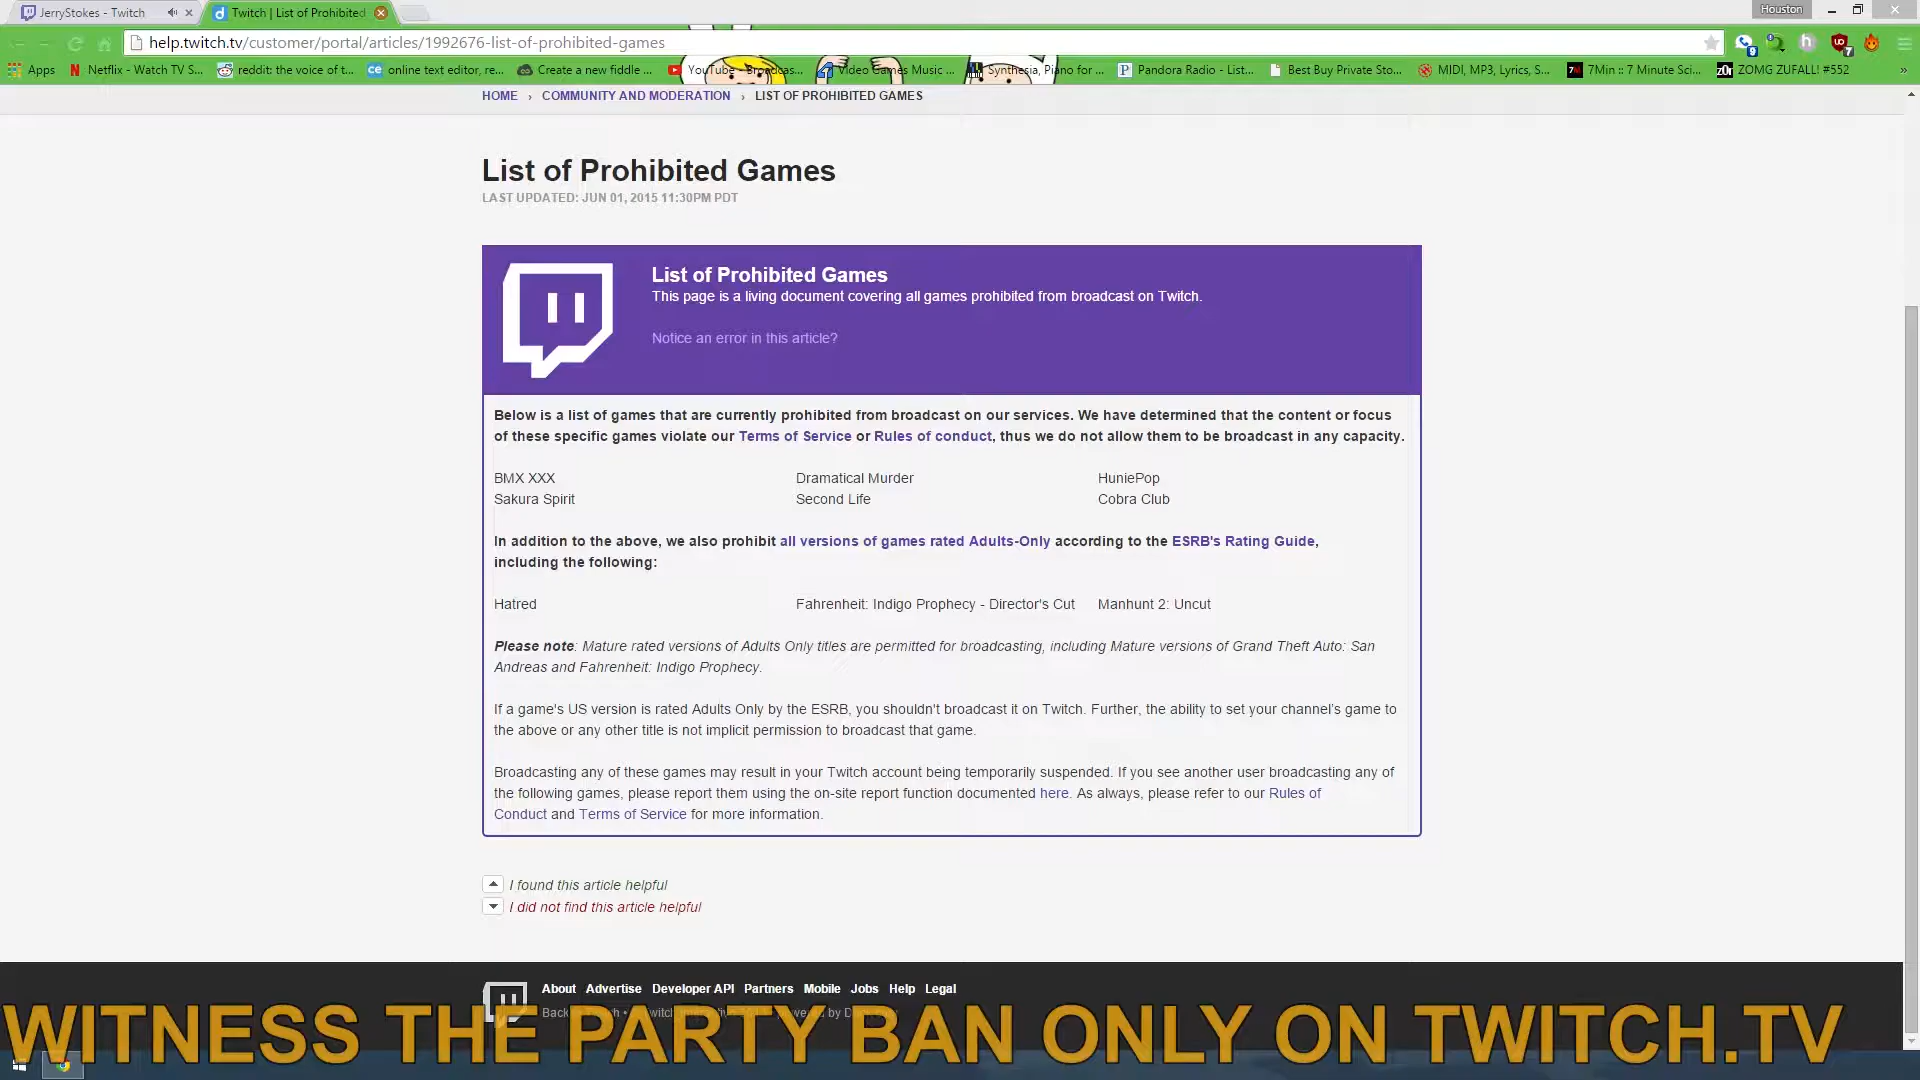 JerryStokes - Twitch
Twitch | List of Prohibited
Houston
help.twitch.tv/customer/portal/articles/1992676-list-of-prohibited-games
Apps
Netflix - Watch TV S...
reddit: the voice of t...
online text editor, re...
Create a new fiddle ...
YouTube - Broadcas...
Video Games Music ...
Synthesia, Piano for ...
Pandora Radio - List...
Best Buy Private Sto...
MIDI, MP3, Lyrics, S...
7Min :: 7 Minute Sci...
ZOMG ZUFALL! #552
HOME › COMMUNITY AND MODERATION › LIST OF PROHIBITED GAMES
List of Prohibited Games
LAST UPDATED: JUN 01, 2015 11:30PM PDT
List of Prohibited Games
This page is a living document covering all games prohibited from broadcast on Twitch.
Notice an error in this article?
Below is a list of games that are currently prohibited from broadcast on our services. We have determined that the content or focus
of these specific games violate our Terms of Service or Rules of conduct, thus we do not allow them to be broadcast in any capacity.
BMX XXX Dramatical Murder HuniePop
Sakura Spirit Second Life Cobra Club
In addition to the above, we also prohibit all versions of games rated Adults-Only according to the ESRB's Rating Guide,
including the following:
Hatred Fahrenheit: Indigo Prophecy - Director's Cut Manhunt 2: Uncut
Please note: Mature rated versions of Adults Only titles are permitted for broadcasting, including Mature versions of Grand Theft Auto: San
Andreas and Fahrenheit: Indigo Prophecy.
If a game's US version is rated Adults Only by the ESRB, you shouldn't broadcast it on Twitch. Further, the ability to set your channel's game to
the above or any other title is not implicit permission to broadcast that game.
Broadcasting any of these games may result in your Twitch account being temporarily suspended. If you see another user broadcasting any of
the following games, please report them using the on-site report function documented here. As always, please refer to our Rules of
Conduct and Terms of Service for more information.
I found this article helpful
I did not find this article helpful
About Advertise Developer API Partners Mobile Jobs Help Legal
WITNESS THE PARTY BAN ONLY ON TWITCH.TV